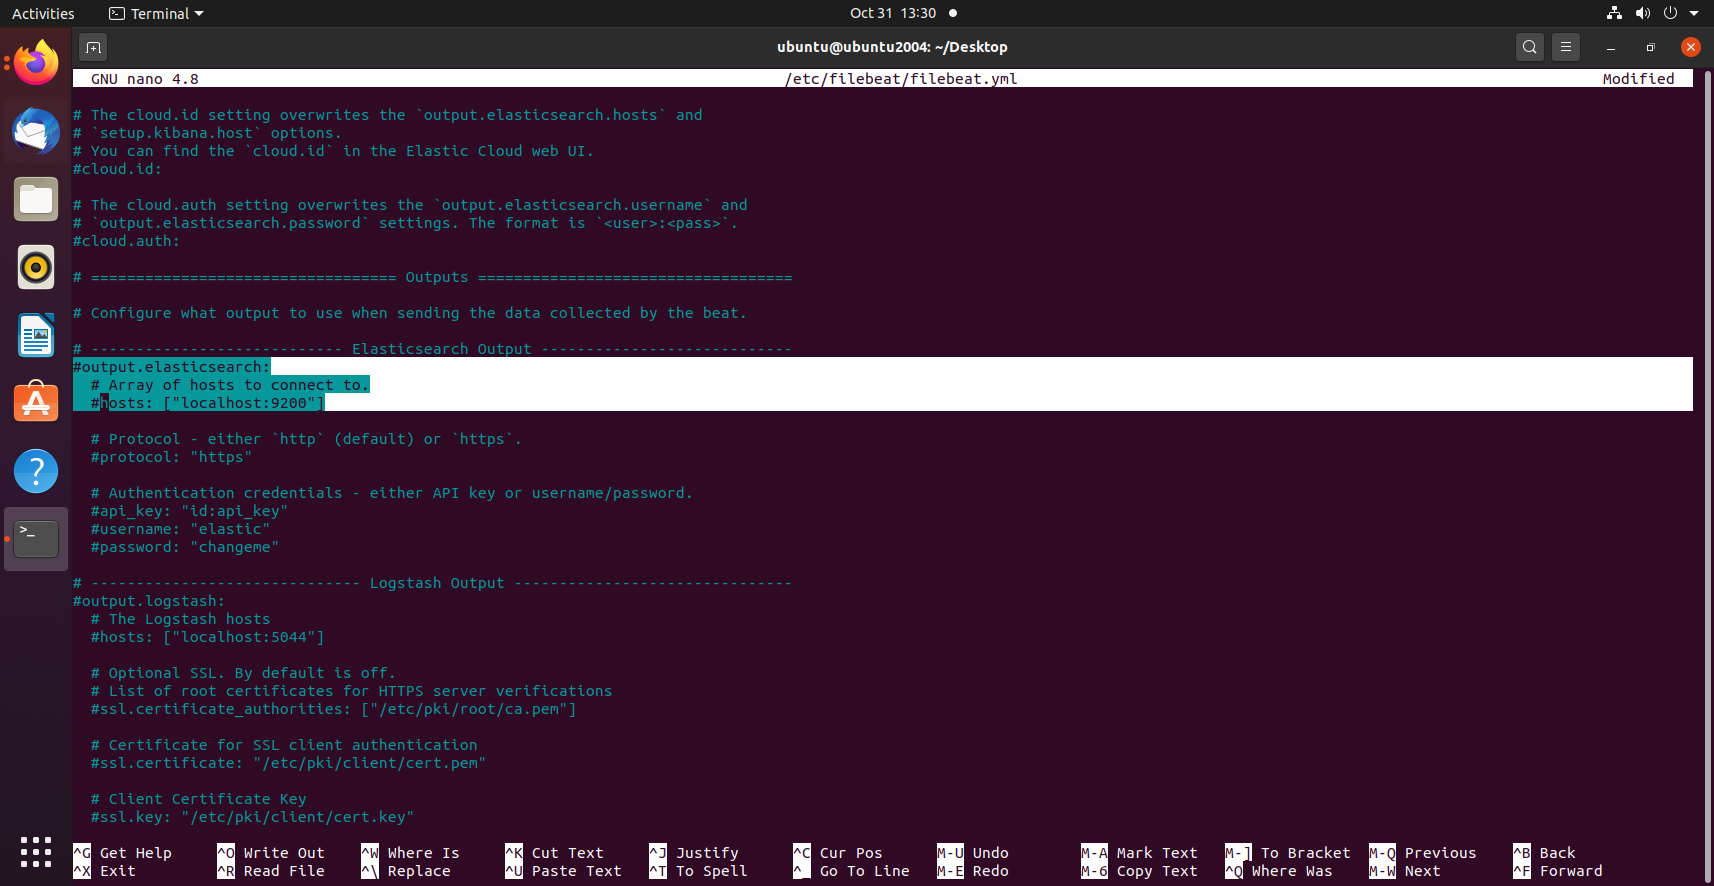 Activities Terminal Oct 31 13:30
ubuntu@ubuntu2004: ~/Desktop
GNU nano 4.8 /etc/filebeat/filebeat.yml Modified
# The cloud.id setting overwrites the `output.elasticsearch.hosts` and
# `setup.kibana.host` options.
# You can find the `cloud.id` in the Elastic Cloud web UI.
#cloud.id:
# The cloud.auth setting overwrites the `output.elasticsearch.username` and
# `output.elasticsearch.password` settings. The format is `<user>:<pass>`.
#cloud.auth:
# ================================== Outputs ===================================
# Configure what output to use when sending the data collected by the beat.
# ---------------------------- Elasticsearch Output ----------------------------
#output.elasticsearch:
# Array of hosts to connect to.
#hosts: ["localhost:9200"]
# Protocol - either `http` (default) or `https`.
#protocol: "https"
# Authentication credentials - either API key or username/password.
#api_key: "id:api_key"
#username: "elastic"
#password: "changeme"
# ------------------------------ Logstash Output -------------------------------
#output.logstash:
# The Logstash hosts
#hosts: ["localhost:5044"]
# Optional SSL. By default is off.
# List of root certificates for HTTPS server verifications
#ssl.certificate_authorities: ["/etc/pki/root/ca.pem"]
# Certificate for SSL client authentication
#ssl.certificate: "/etc/pki/client/cert.pem"
# Client Certificate Key
#ssl.key: "/etc/pki/client/cert.key"
^G Get Help ^O Write Out ^W Where Is ^K Cut Text ^J Justify ^C Cur Pos M-U Undo M-A Mark Text M-] To Bracket M-Q Previous ^B Back
^X Exit ^R Read File ^\ Replace ^U Paste Text ^T To Spell ^_ Go To Line M-E Redo M-6 Copy Text ^Q Where Was M-W Next ^F Forward